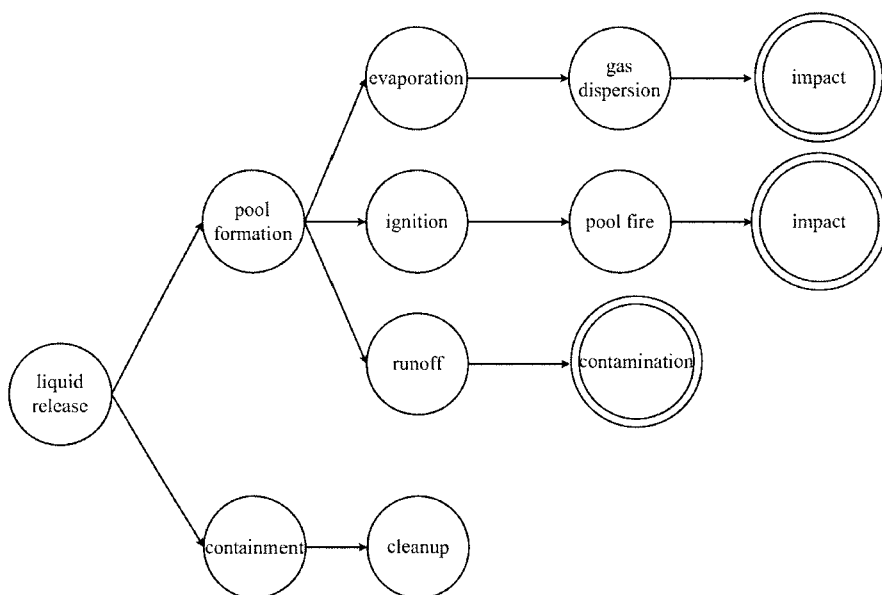 evaporation
gas
dispersion
impact
pool
formation
ignition
pool fire
impact
runoff
contamination
liquid
release
containment
cleanup